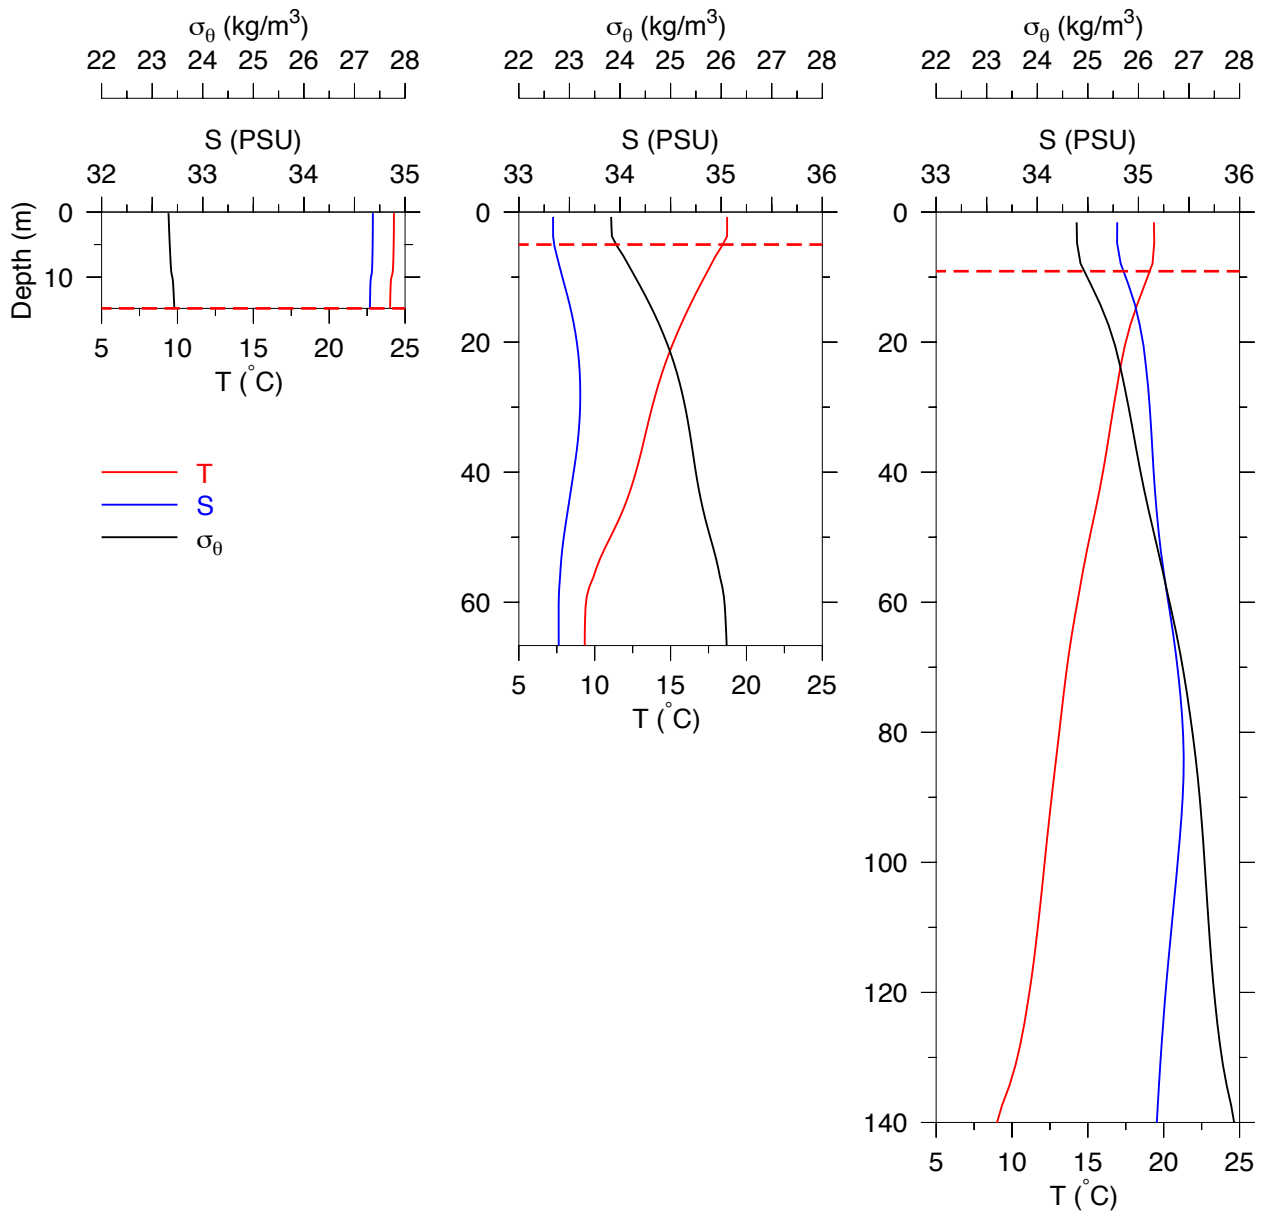 σθ (kg/m3) σθ (kg/m3) σθ (kg/m3)
22 23 24 25 26 27 28 22 23 24 25 26 27 28 22 23 24 25 26 27 28
S (PSU) S (PSU) S (PSU)
32 33 34 35 33 34 35 36 33 34 35 36
Depth (m)
0 0 0
10
20 20
5 10 15 20 25
T (°C)
T
40 40
S
σθ
60 60
5 10 15 20 25
T (°C)
80
100
120
140
5 10 15 20 25
T (°C)